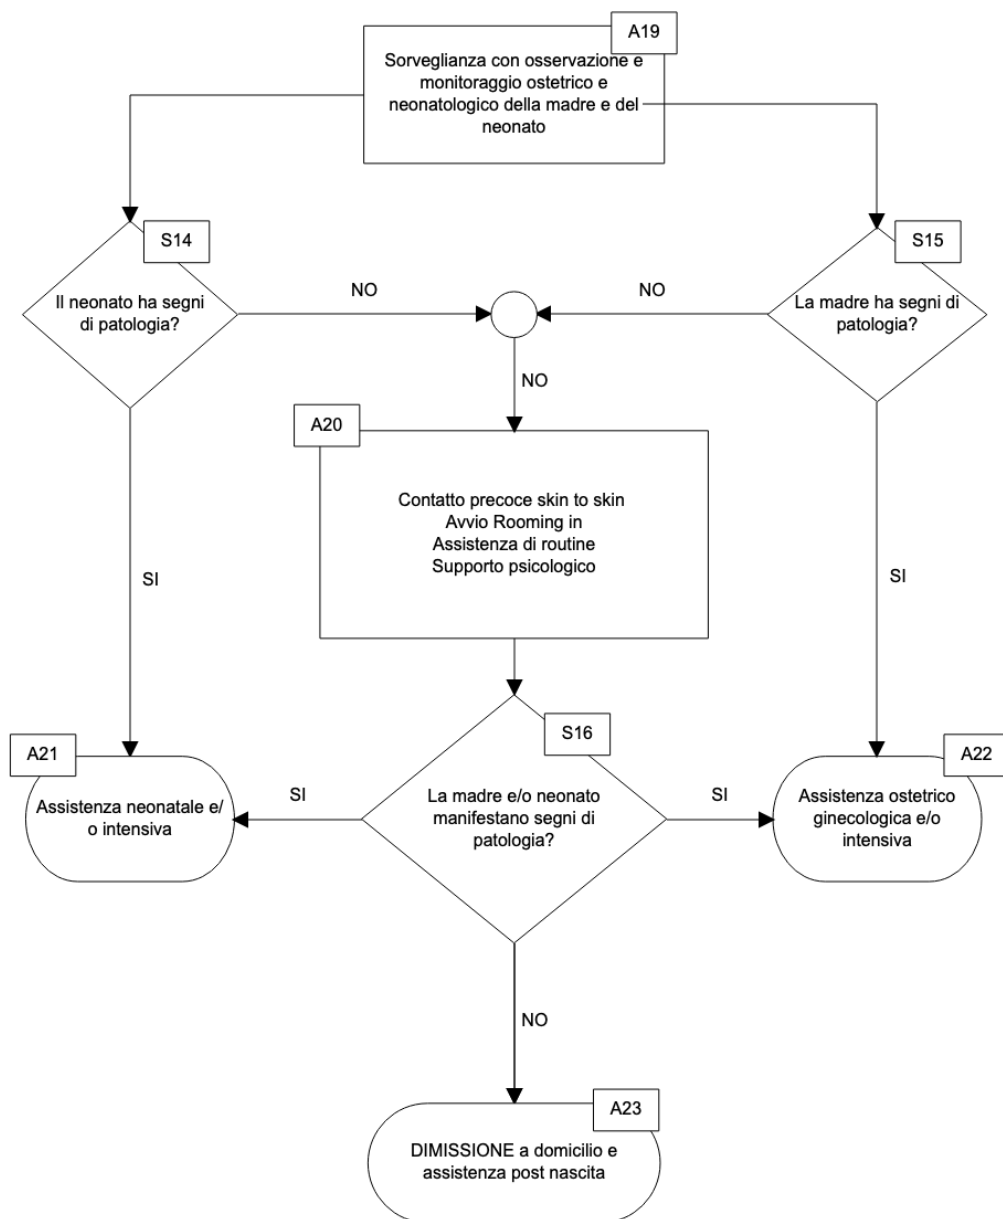 A19
Sorveglianza con osservazione e
monitoraggio ostetrico e
neonatologico della madre e del
neonato
S14
Il neonato ha segni
di patologia?
NO
NO
S15
La madre ha segni di
patologia?
NO
A20
Contatto precoce skin to skin
Avvio Rooming in
Assistenza di routine
Supporto psicologico
SI
SI
A21
Assistenza neonatale e/
o intensiva
SI
S16
La madre e/o neonato
manifestano segni di
patologia?
SI
A22
Assistenza ostetrico
ginecologica e/o
intensiva
NO
A23
DIMISSIONE a domicilio e
assistenza post nascita